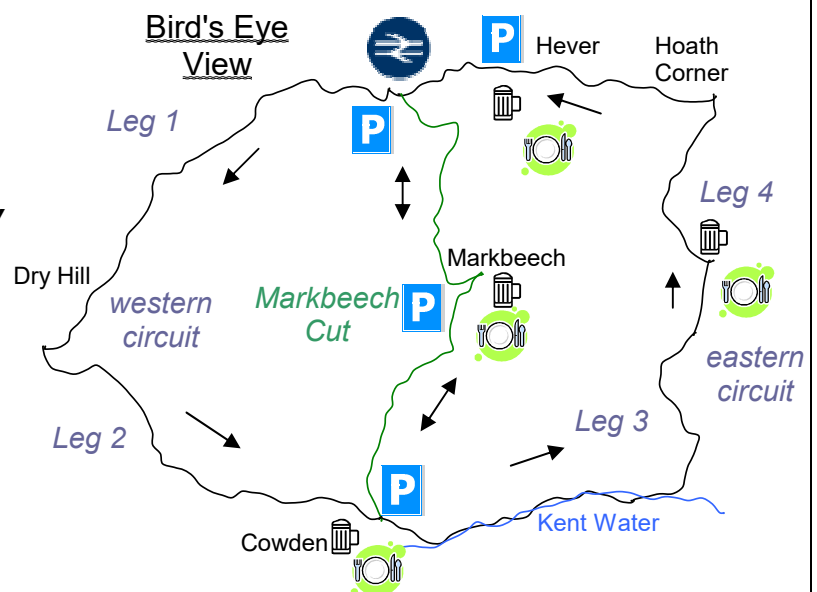 Bird's Eye
View
P
Hever
Hoath
Corner
Leg 1
P
Leg 4
Dry Hill
Markbeech
western
circuit
Markbeech
Cut
P
eastern
circuit
Leg 2
Leg 3
P
Kent Water
Cowden